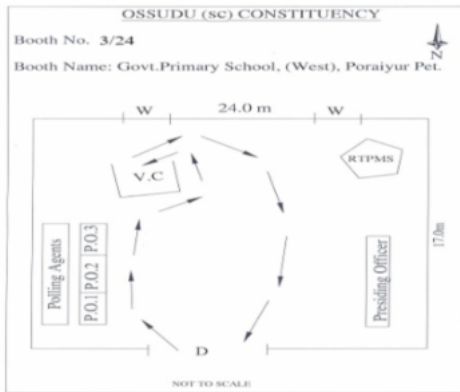 OSSUDU (SC) CONSTITUENCY
Booth No. 3/24
N
Booth Name: Govt.Primary School, (West), Poraiyur Pet.
W 24.0 m W
V.C
RTPMS
17.0m
Polling Agents
P.O.1 P.O.2 P.O.3
Presiding Officer
D
NOT TO SCALE